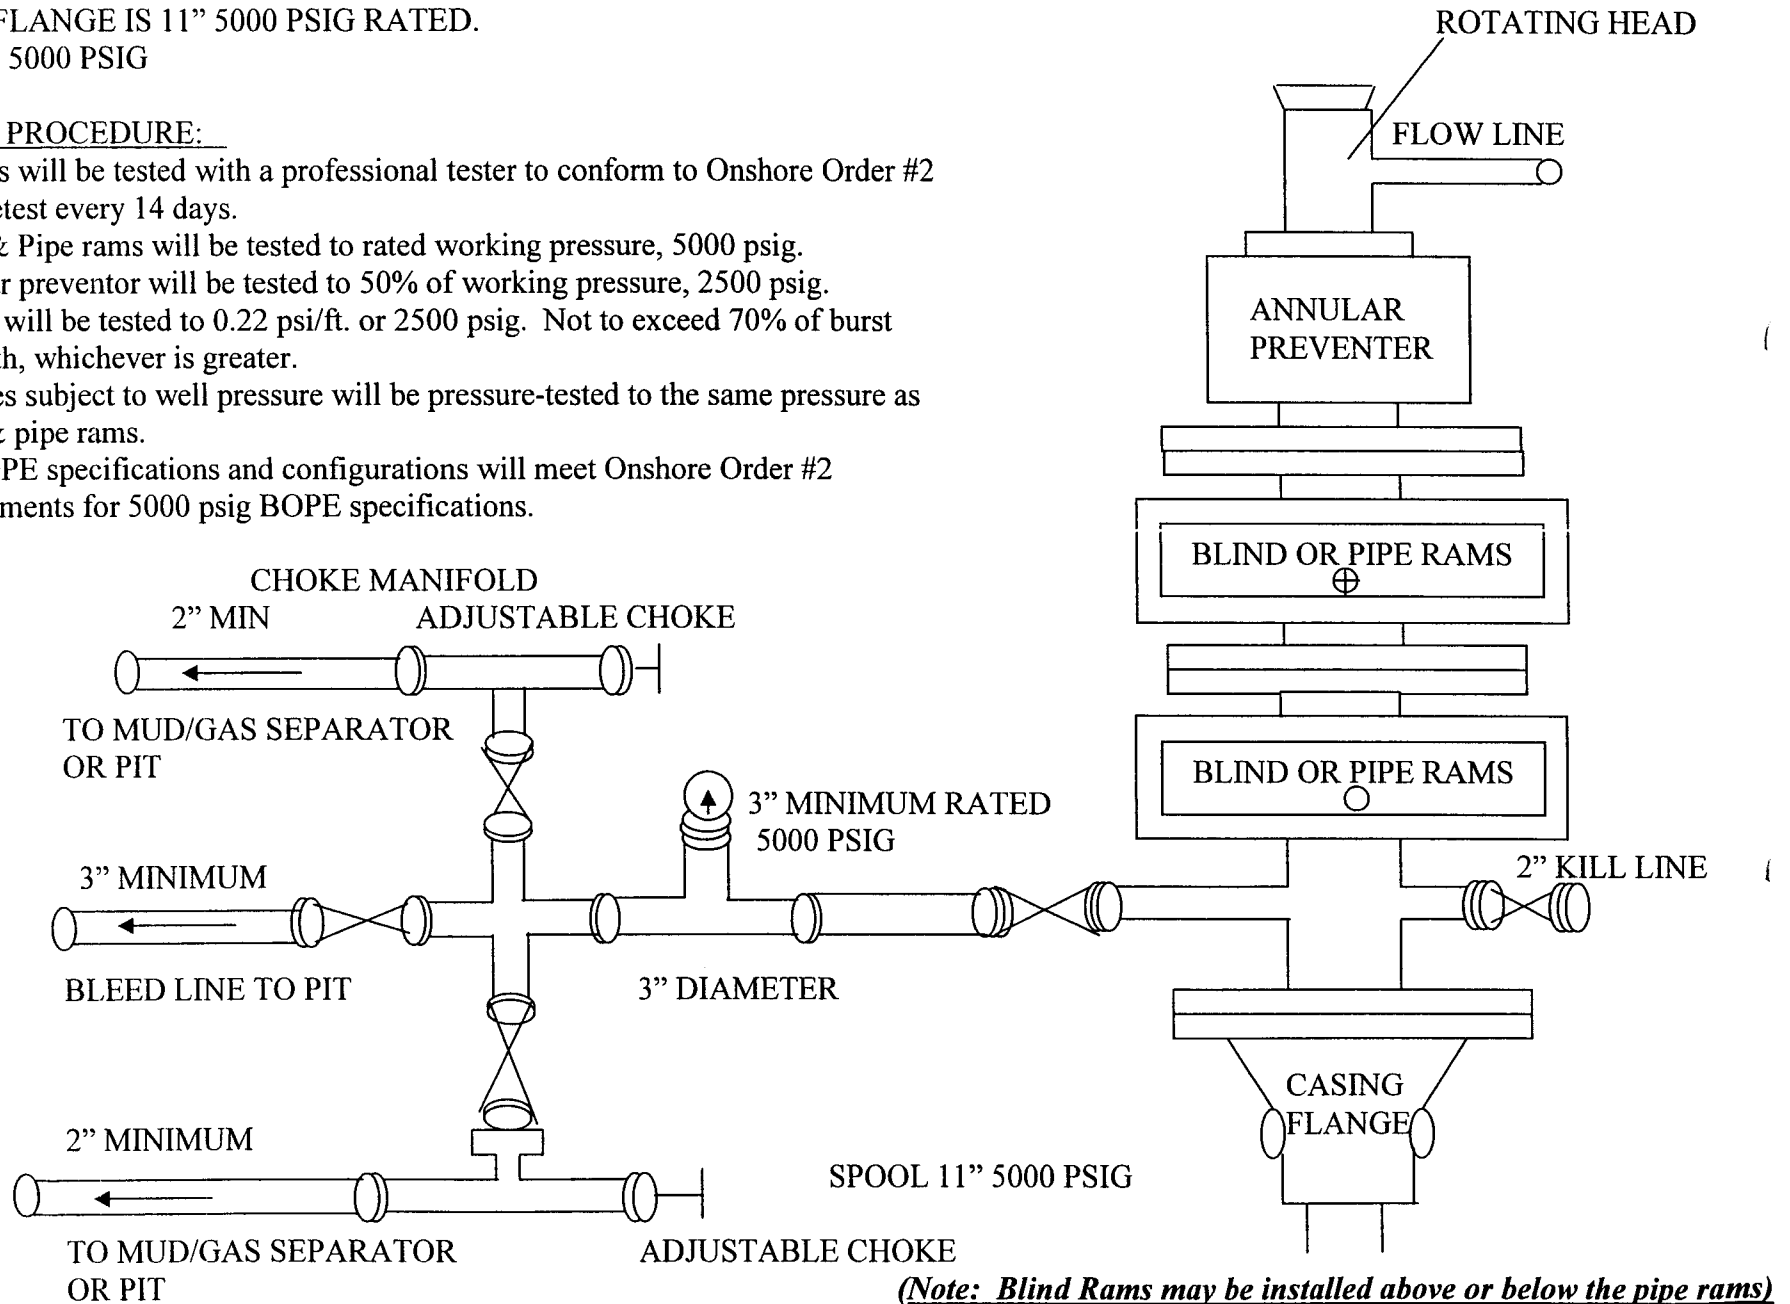 FLANGE IS 11” 5000 PSIG RATED.
5000 PSIG
PROCEDURE:
s will be tested with a professional tester to conform to Onshore Order #2
etest every 14 days.
& Pipe rams will be tested to rated working pressure, 5000 psig.
r preventor will be tested to 50% of working pressure, 2500 psig.
will be tested to 0.22 psi/ft. or 2500 psig. Not to exceed 70% of burst
th, whichever is greater.
es subject to well pressure will be pressure-tested to the same pressure as
& pipe rams.
PE specifications and configurations will meet Onshore Order #2
ments for 5000 psig BOPE specifications.
ROTATING HEAD
FLOW LINE
ANNULAR
PREVENTER
BLIND OR PIPE RAMS
BLIND OR PIPE RAMS
2” KILL LINE
CASING
FLANGE
CHOKE MANIFOLD
2” MIN
ADJUSTABLE CHOKE
TO MUD/GAS SEPARATOR
OR PIT
3” MINIMUM RATED
5000 PSIG
3” MINIMUM
BLEED LINE TO PIT
3” DIAMETER
2” MINIMUM
SPOOL 11” 5000 PSIG
TO MUD/GAS SEPARATOR
OR PIT
ADJUSTABLE CHOKE
(Note: Blind Rams may be installed above or below the pipe rams)